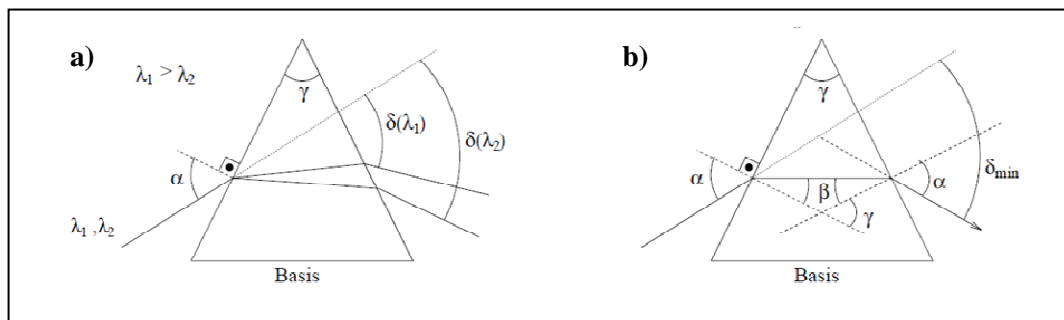 a)
λ₁ > λ₂
γ
δ(λ₁)
δ(λ₂)
α
λ₁ ,λ₂
Basis
b)
γ
α
β
α
δmin
γ
Basis